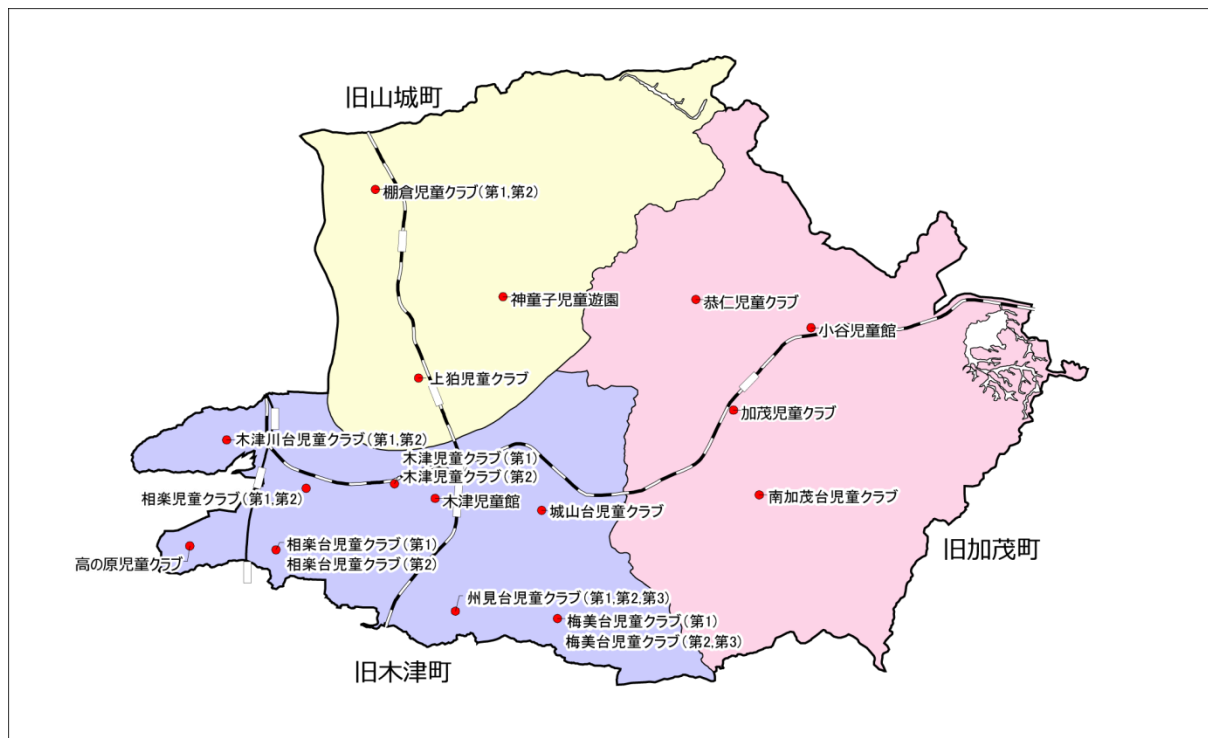 旧山城町
棚倉児童クラブ(第1,第2)
神童子児童遊園
恭仁児童クラブ
小谷児童館
上狛児童クラブ
加茂児童クラブ
木津川台児童クラブ(第1,第2)
木津児童クラブ(第1)
木津児童クラブ(第2)
相楽児童クラブ(第1,第2)
木津児童館
城山台児童クラブ
南加茂台児童クラブ
相楽台児童クラブ(第1)
相楽台児童クラブ(第2)
高の原児童クラブ
旧加茂町
州見台児童クラブ(第1,第2,第3)
梅美台児童クラブ(第1)
梅美台児童クラブ(第2,第3)
旧木津町